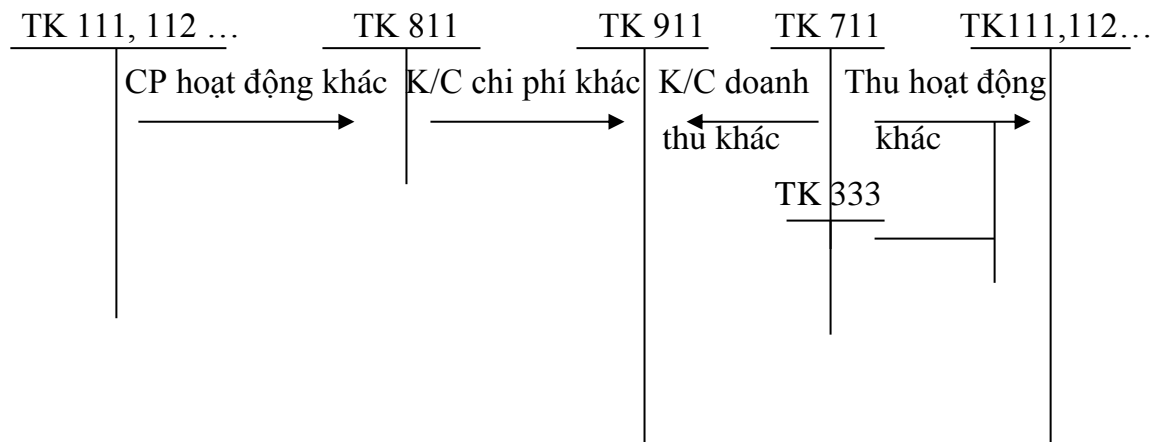 TK 111, 112 … TK 811 TK 911 TK 711 TK111,112…
CP hoạt động khác K/C chi phí khác K/C doanh Thu hoạt động
thu khác khác
TK 333